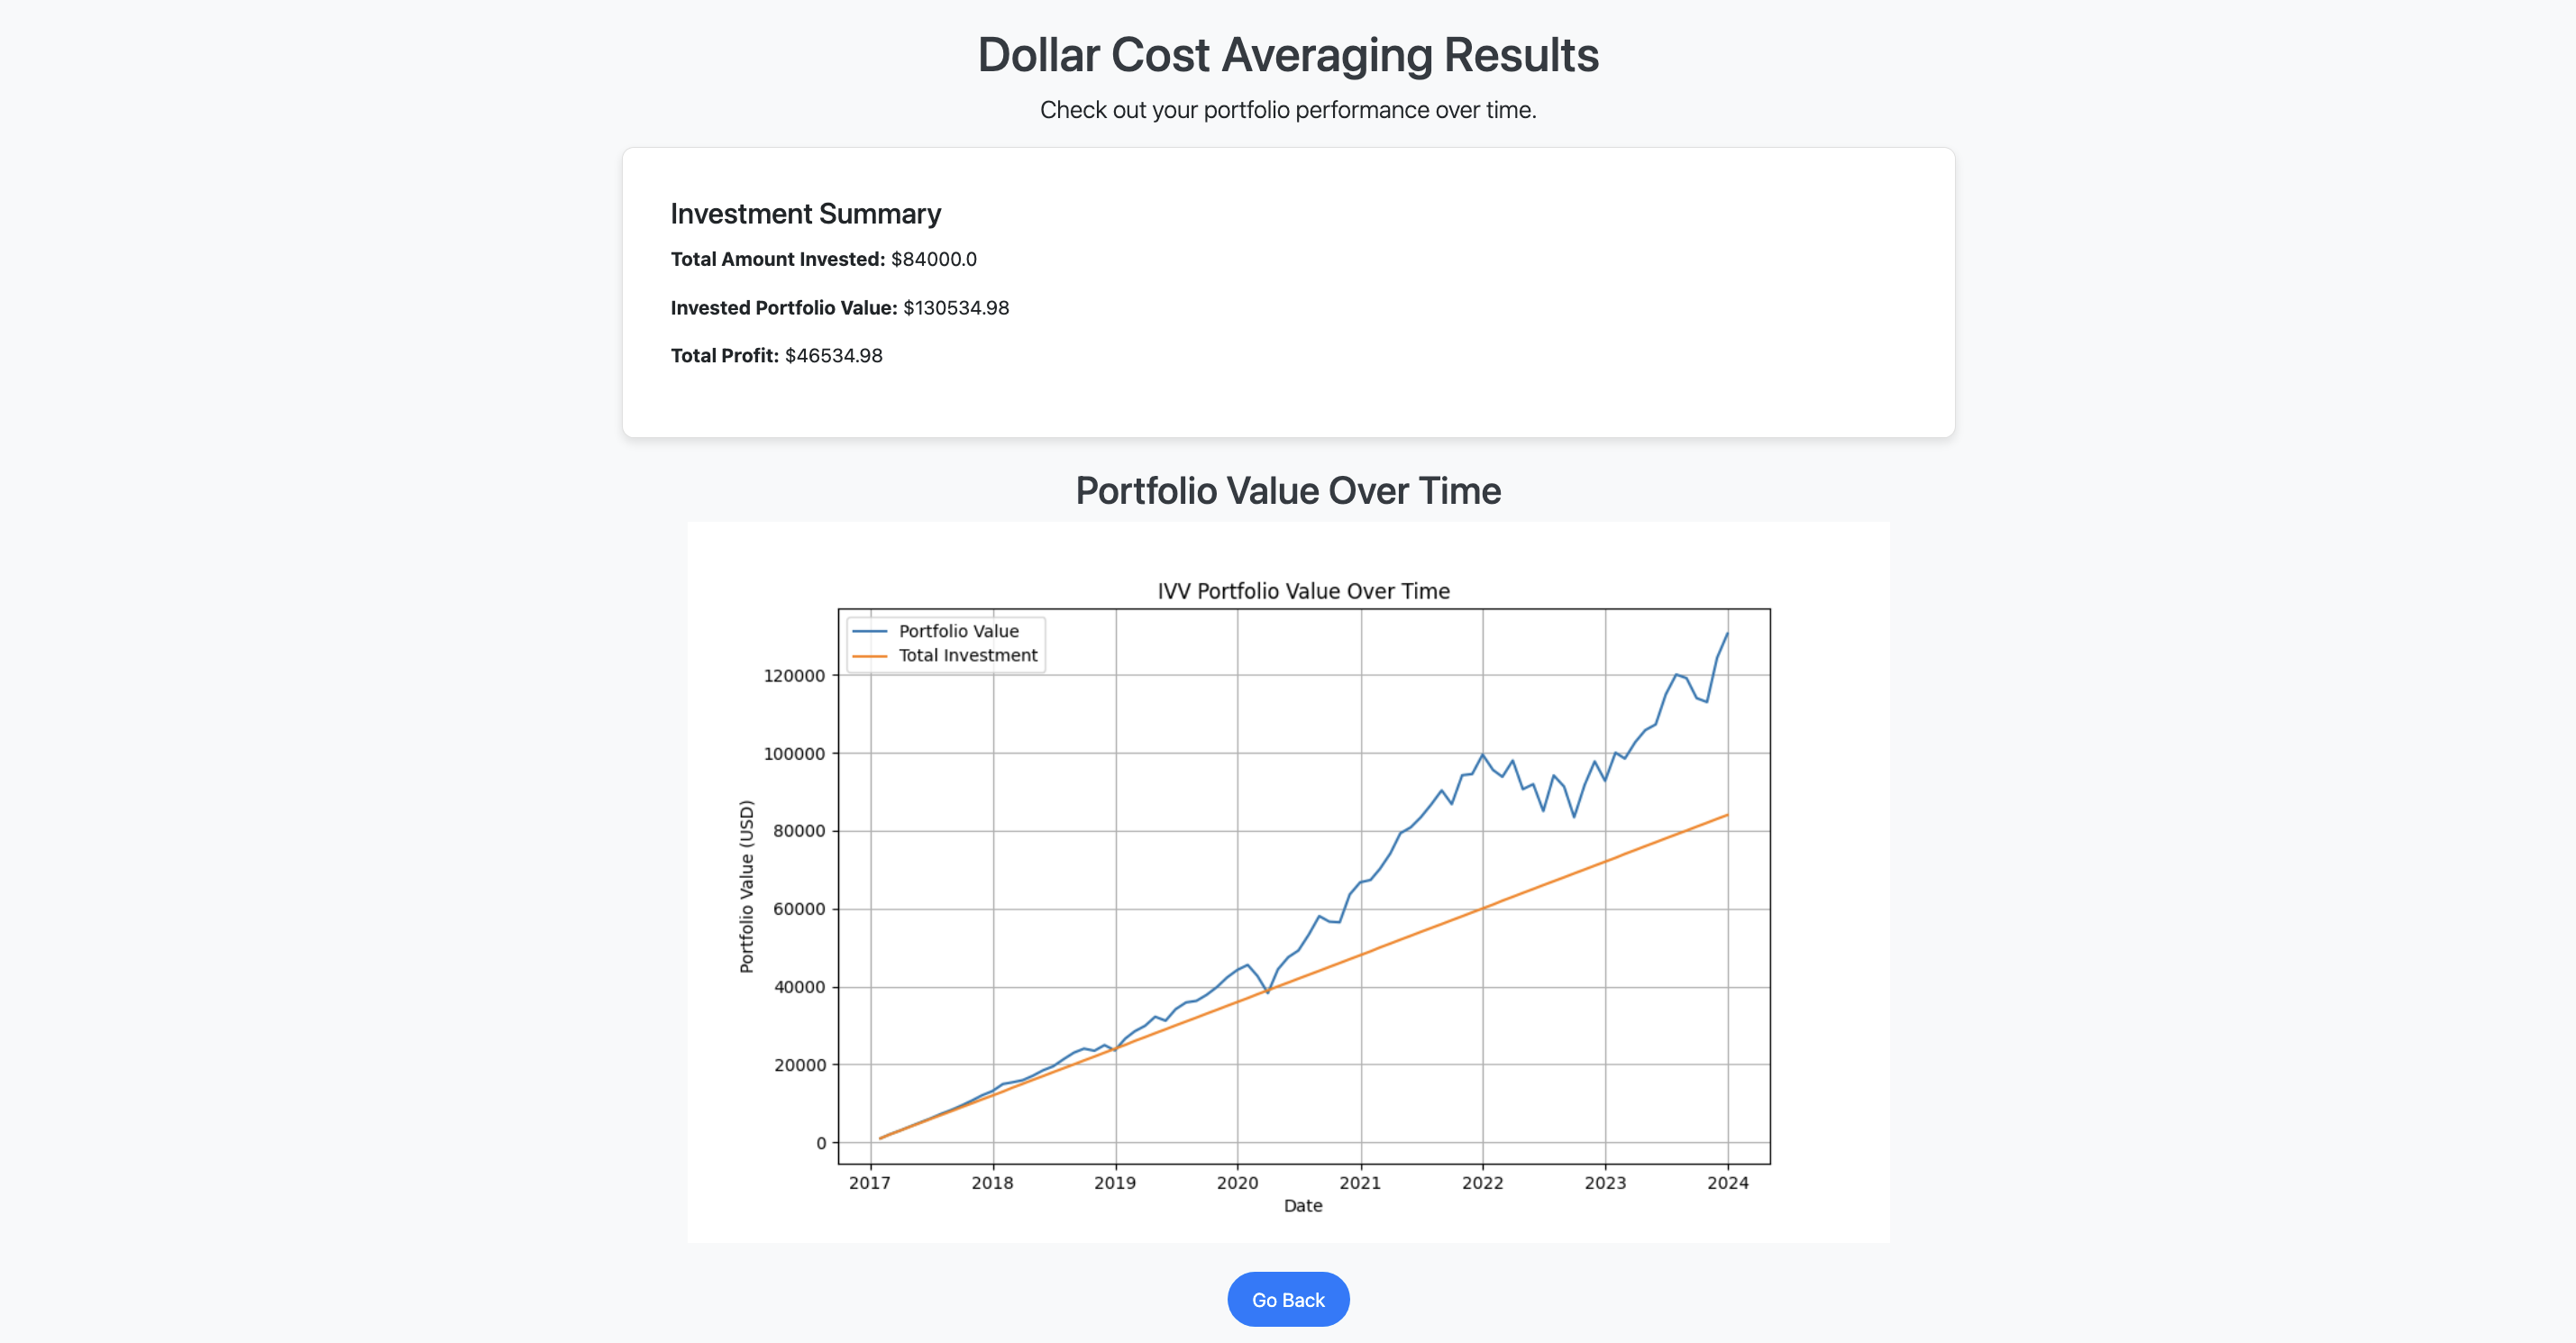 Dollar Cost Averaging Results
Check out your portfolio performance over time.
Investment Summary
Total Amount Invested: $84000.0
Invested Portfolio Value: $130534.98
Total Profit: $46534.98
Portfolio Value Over Time
IVV Portfolio Value Over Time
Portfolio Value
Total Investment
120000
100000
80000
60000
40000
20000
0
Portfolio Value (USD)
2017 2018 2019 2020 2021 2022 2023 2024
Date
Go Back